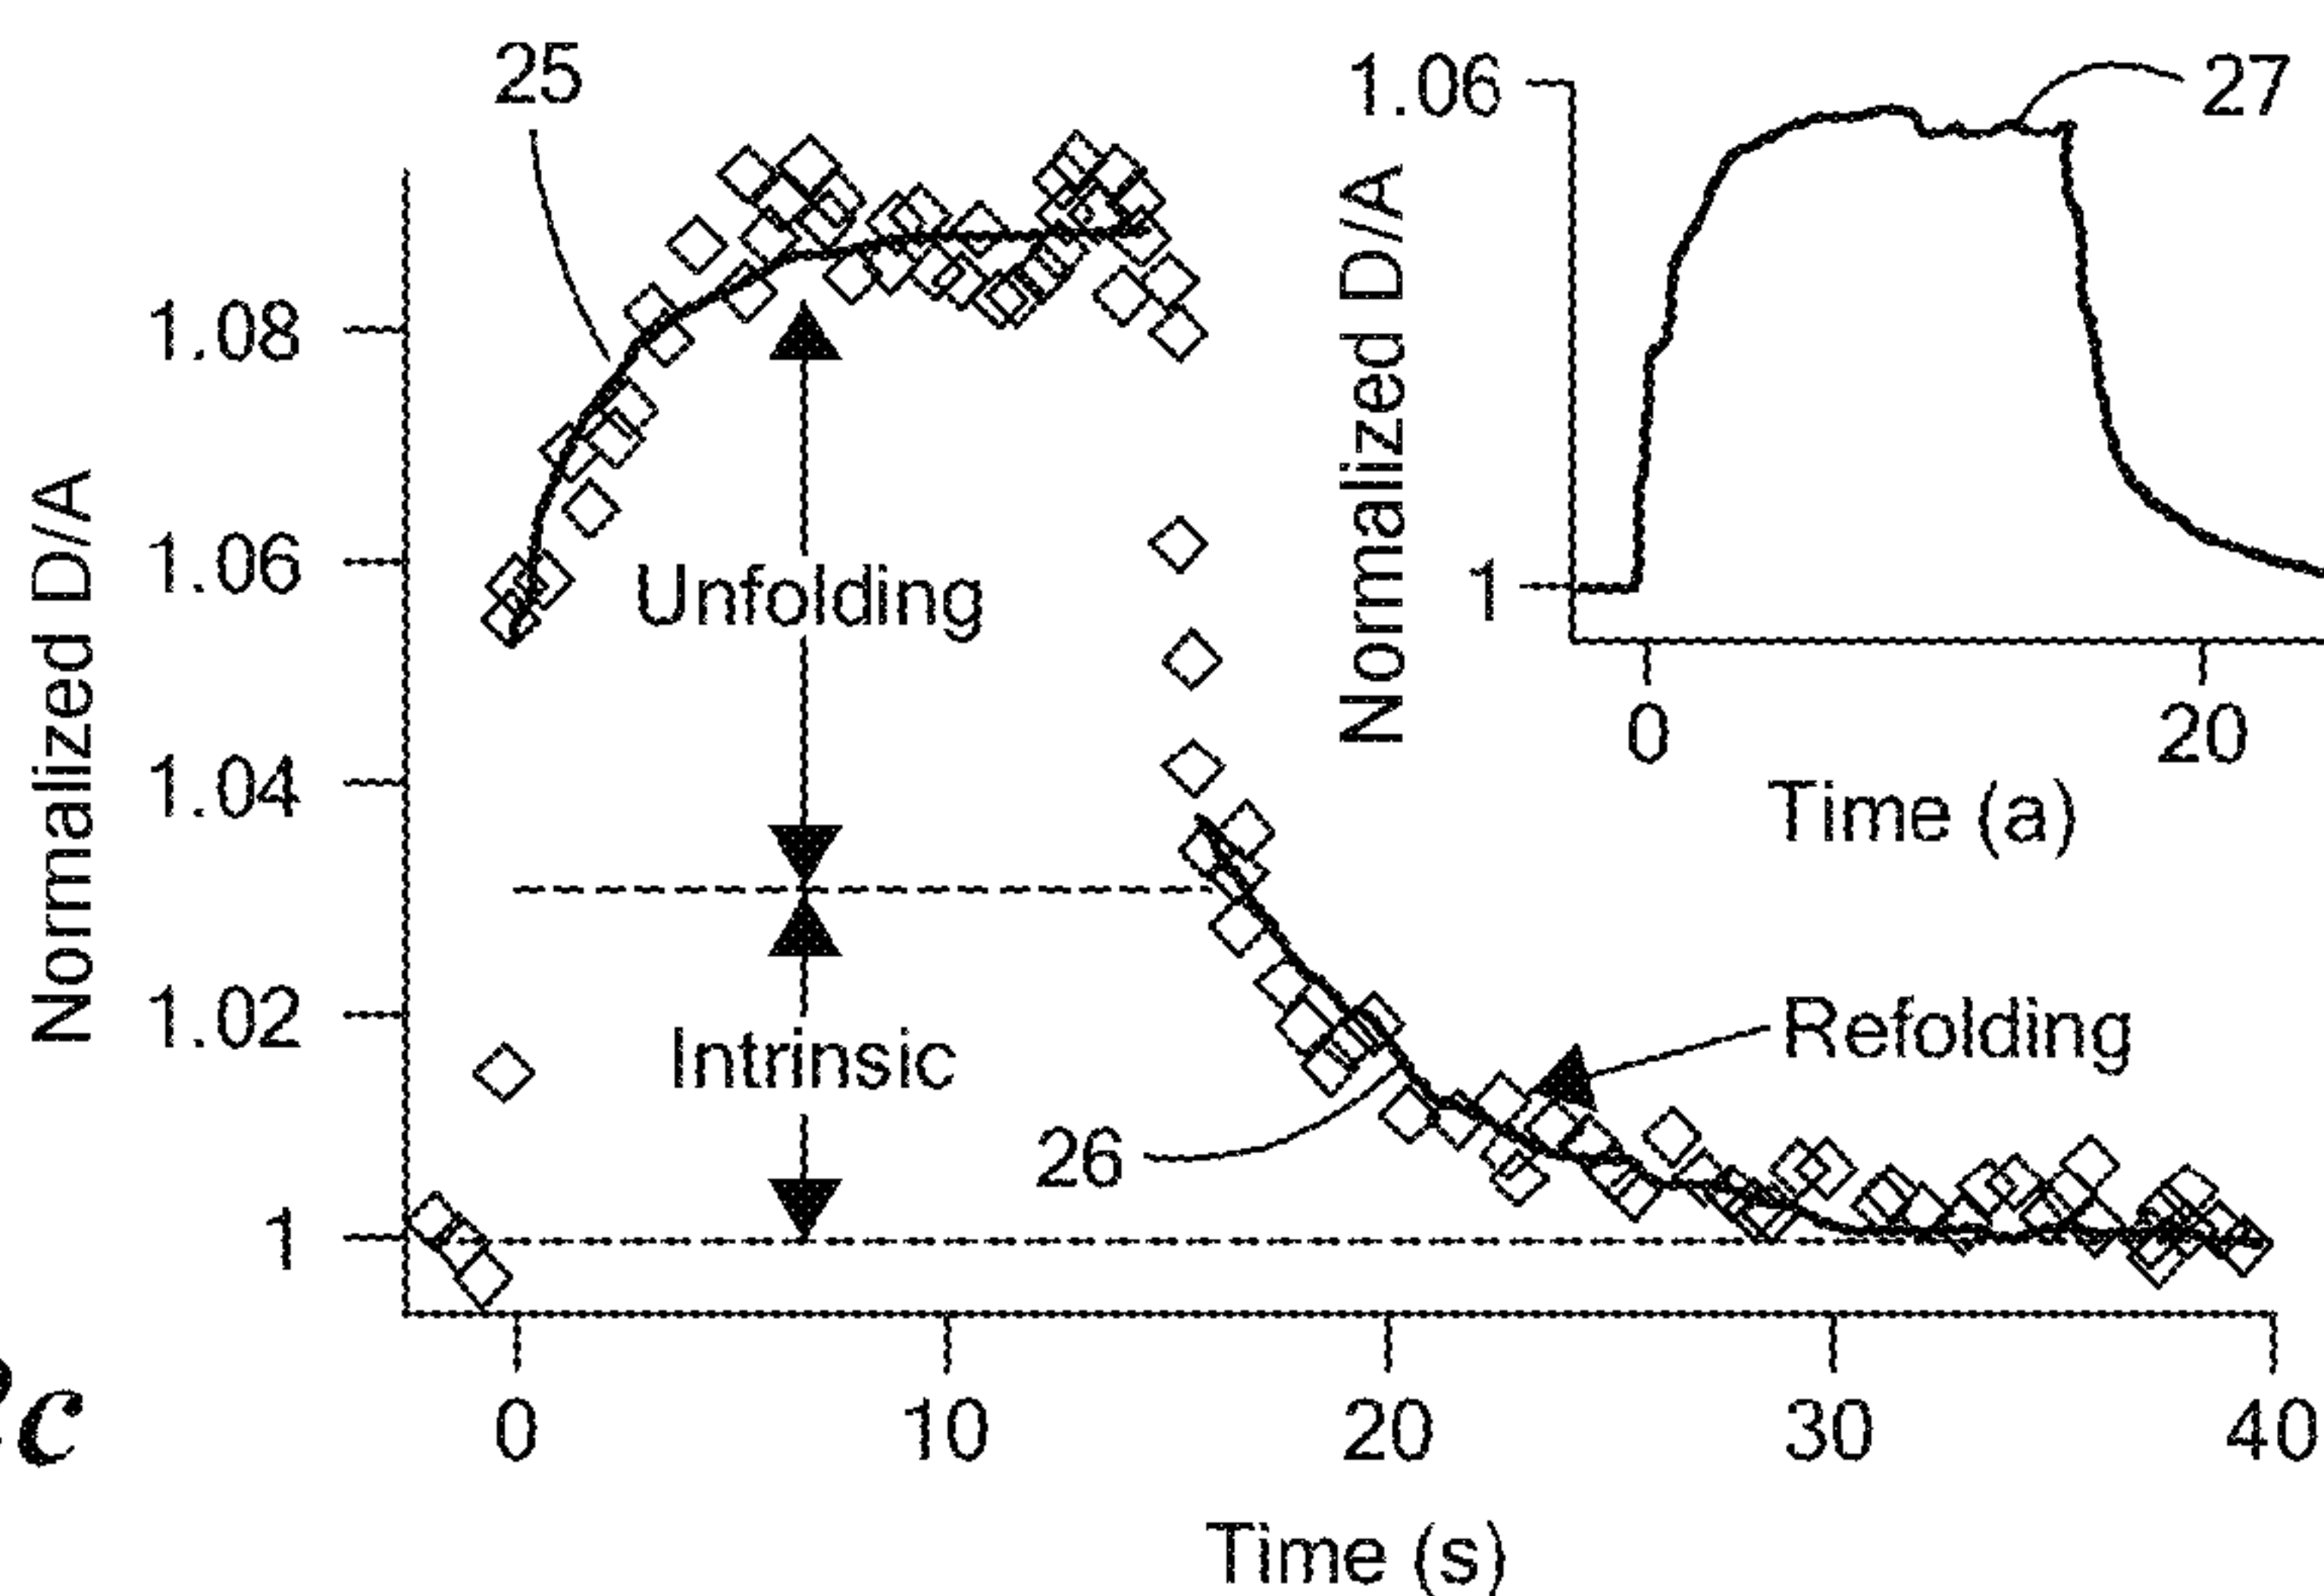 25
1.06
27
Normalized D/A
1
0
20
Time (a)
Normalized D/A
1.08
1.06
1.04
1.02
1
Unfolding
Intrinsic
Refolding
26
0
10
20
30
40
Time (s)
c